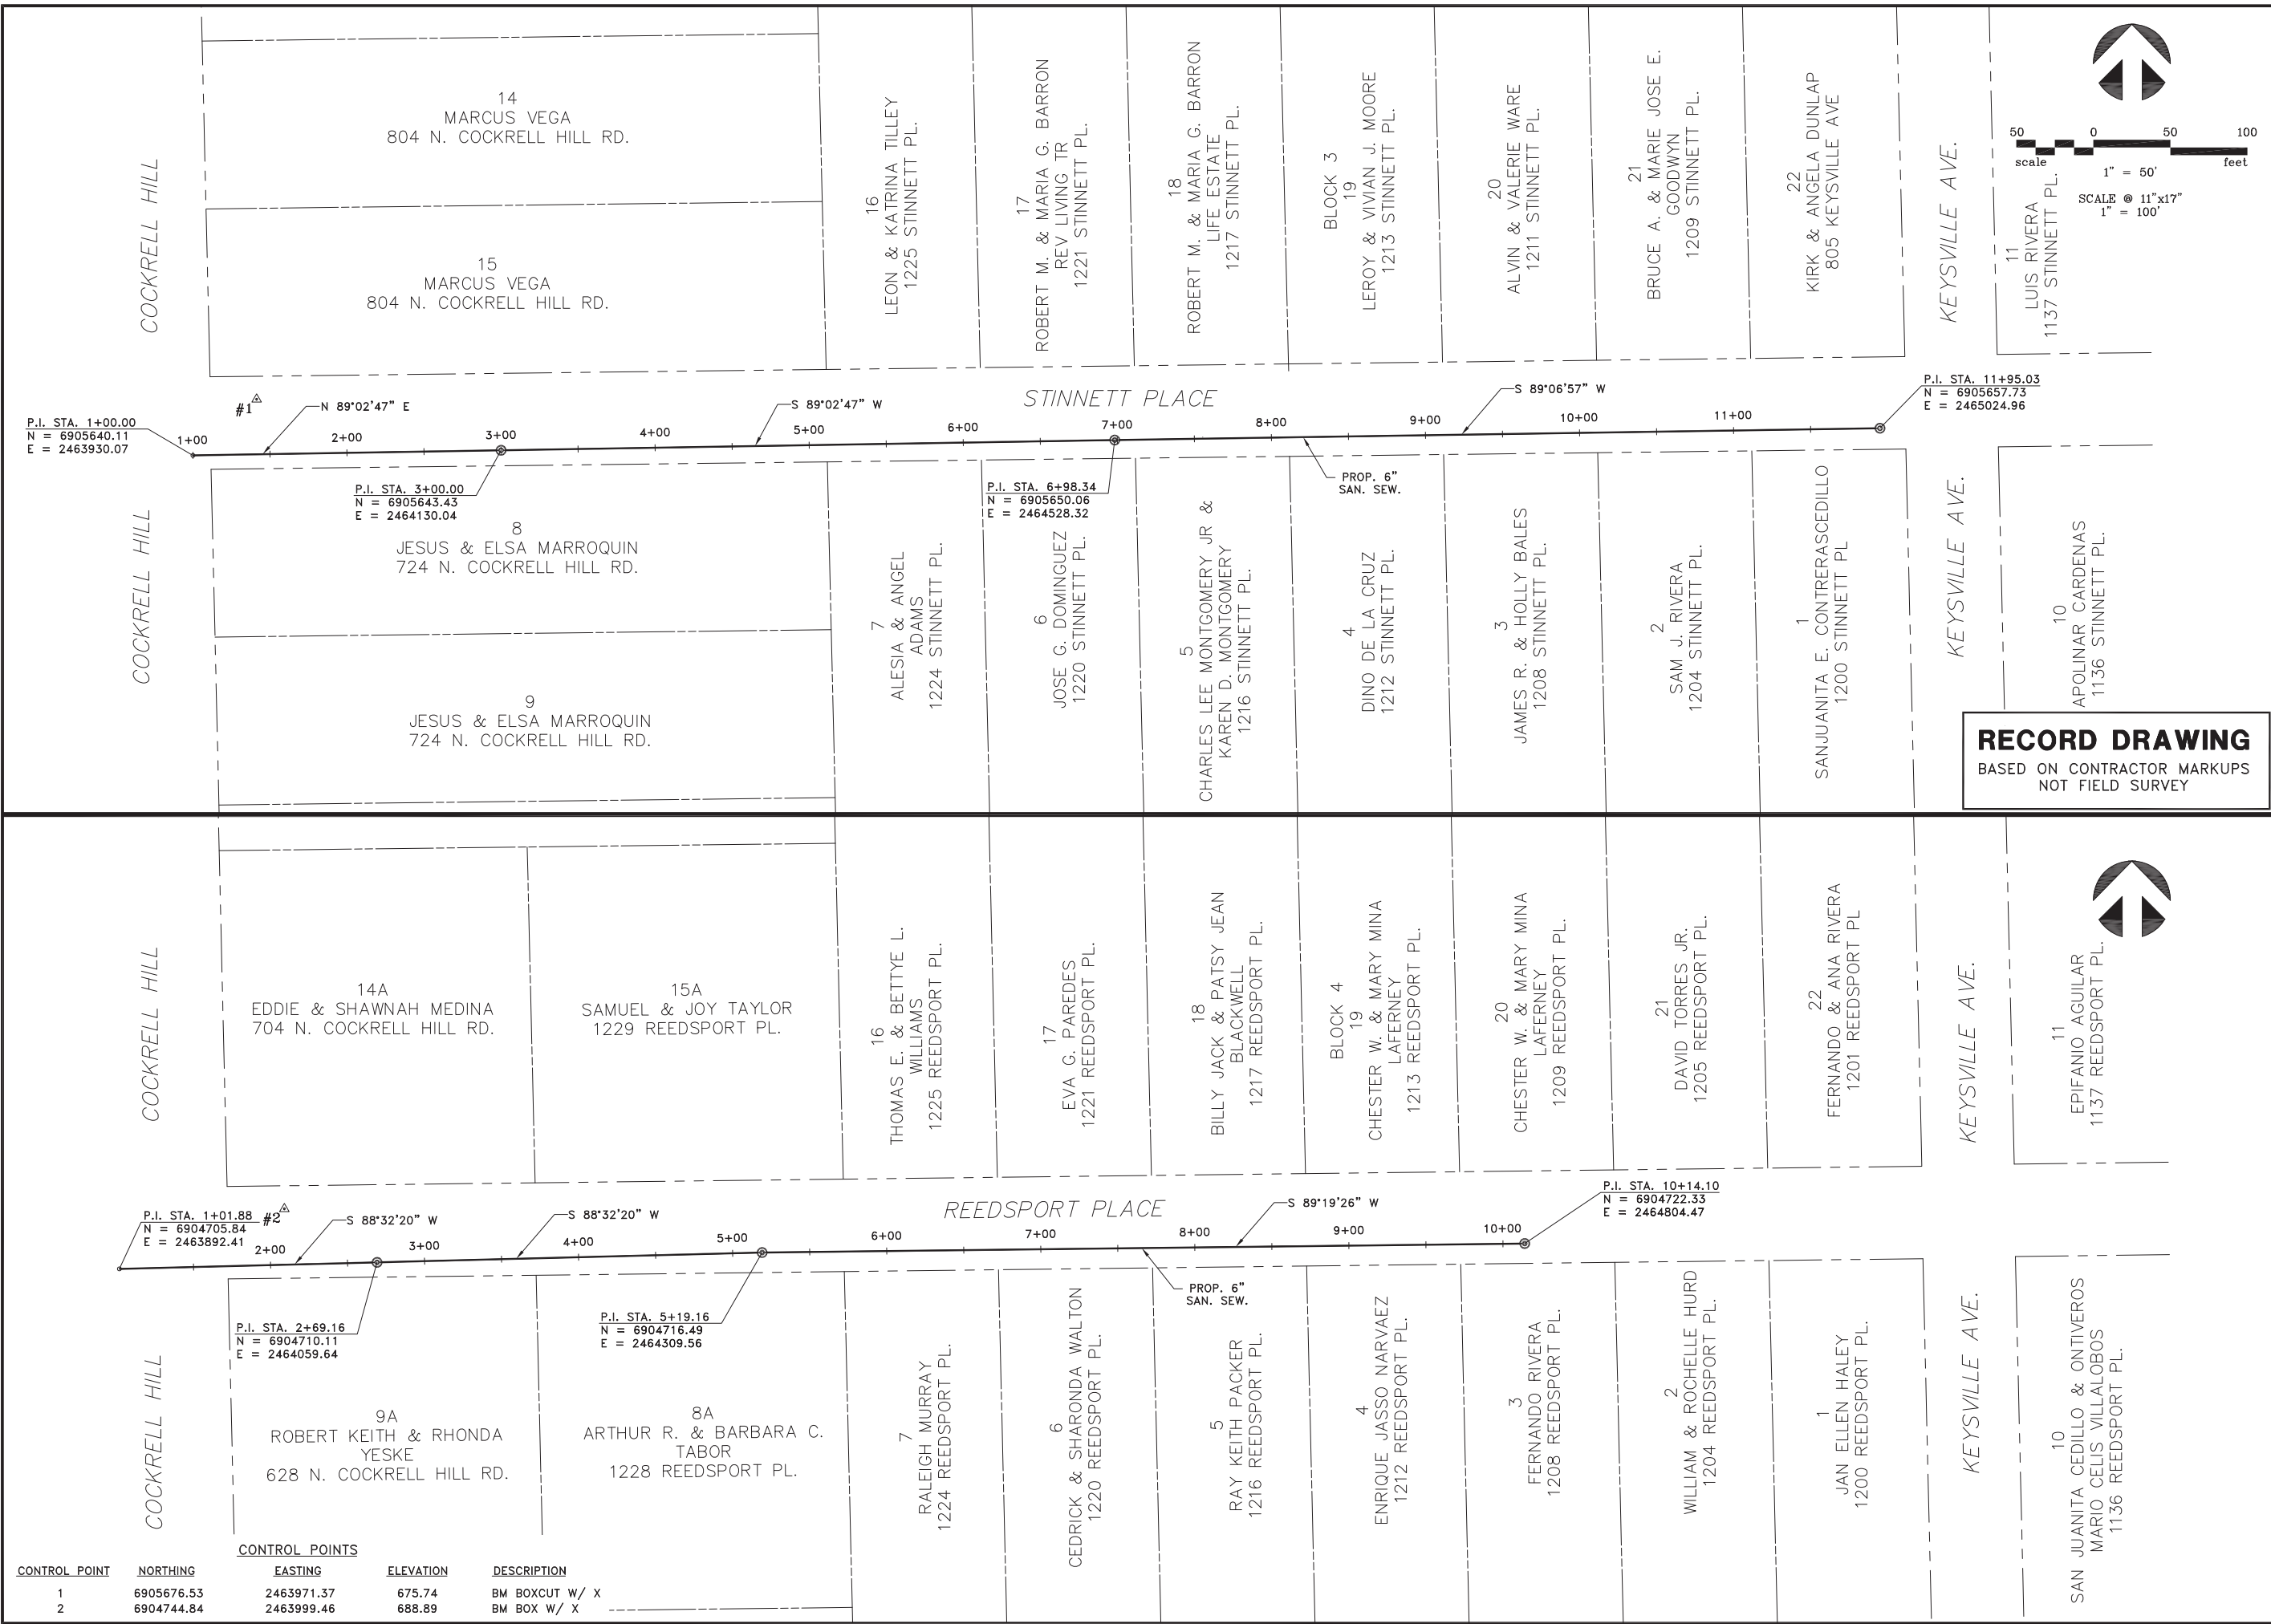 14
MARCUS VEGA
804 N. COCKRELL HILL RD.
15
MARCUS VEGA
804 N. COCKRELL HILL RD.
COCKRELL HILL
16
LEON & KATRINA TILLEY
1225 STINNETT PL.
17
ROBERT M. & MARIA G. BARRON
REV LIVING TR
1221 STINNETT PL.
18
ROBERT M. & MARIA G. BARRON
LIFE ESTATE
1217 STINNETT PL.
BLOCK 3
19
LEROY & VIVIAN J. MOORE
1213 STINNETT PL.
20
ALVIN & VALERIE WARE
1211 STINNETT PL.
21
BRUCE A. & MARIE JOSE E.
GOODWYN
1209 STINNETT PL.
22
KIRK & ANGELA DUNLAP
805 KEYSVILLE AVE
KEYSVILLE AVE.
11
LUIS RIVERA
1137 STINNETT PL.
50 0 50 100
scale feet
1" = 50'
SCALE @ 11"x17"
1" = 100'
STINNETT PLACE
#1
N 89°02'47" E
S 89°02'47" W
S 89°06'57" W
P.I. STA. 1+00.00
N = 6905640.11
E = 2463930.07
P.I. STA. 11+95.03
N = 6905657.73
E = 2465024.96
1+00 2+00 3+00 4+00 5+00 6+00 7+00 8+00 9+00 10+00 11+00
P.I. STA. 3+00.00
N = 6905643.43
E = 2464130.04
P.I. STA. 6+98.34
N = 6905650.06
E = 2464528.32
PROP. 6"
SAN. SEW.
COCKRELL HILL
8
JESUS & ELSA MARROQUIN
724 N. COCKRELL HILL RD.
9
JESUS & ELSA MARROQUIN
724 N. COCKRELL HILL RD.
7
ALESIA & ANGEL
ADAMS
1224 STINNETT PL.
6
JOSE G. DOMINGUEZ
1220 STINNETT PL.
5
CHARLES LEE MONTGOMERY JR &
KAREN D. MONTGOMERY
1216 STINNETT PL.
4
DINO DE LA CRUZ
1212 STINNETT PL.
3
JAMES R. & HOLLY BALES
1208 STINNETT PL.
2
SAM J. RIVERA
1204 STINNETT PL.
1
SANJUANITA E. CONTRERASCEDILLO
1200 STINNETT PL
KEYSVILLE AVE.
10
APOLINAR CARDENAS
1136 STINNETT PL.
RECORD DRAWING
BASED ON CONTRACTOR MARKUPS
NOT FIELD SURVEY
COCKRELL HILL
14A
EDDIE & SHAWNAH MEDINA
704 N. COCKRELL HILL RD.
15A
SAMUEL & JOY TAYLOR
1229 REEDSPORT PL.
16
THOMAS E. & BETTYE L.
WILLIAMS
1225 REEDSPORT PL.
17
EVA G. PAREDES
1221 REEDSPORT PL.
18
BILLY JACK & PATSY JEAN
BLACKWELL
1217 REEDSPORT PL.
BLOCK 4
19
CHESTER W. & MARY MINA
LAFERNEY
1213 REEDSPORT PL.
20
CHESTER W. & MARY MINA
LAFERNEY
1209 REEDSPORT PL.
21
DAVID TORRES JR.
1205 REEDSPORT PL.
22
FERNANDO & ANA RIVERA
1201 REEDSPORT PL
KEYSVILLE AVE.
11
EPIFANIO AGUILAR
1137 REEDSPORT PL.
REEDSPORT PLACE
P.I. STA. 1+01.88
N = 6904705.84
E = 2463892.41
#2
S 88°32'20" W
S 88°32'20" W
S 89°19'26" W
P.I. STA. 10+14.10
N = 6904722.33
E = 2464804.47
2+00 3+00 4+00 5+00 6+00 7+00 8+00 9+00 10+00
P.I. STA. 2+69.16
N = 6904710.11
E = 2464059.64
P.I. STA. 5+19.16
N = 6904716.49
E = 2464309.56
PROP. 6"
SAN. SEW.
COCKRELL HILL
9A
ROBERT KEITH & RHONDA
YESKE
628 N. COCKRELL HILL RD.
8A
ARTHUR R. & BARBARA C.
TABOR
1228 REEDSPORT PL.
7
RALEIGH MURRAY
1224 REEDSPORT PL.
6
CEDRICK & SHARONDA WALTON
1220 REEDSPORT PL.
5
RAY KEITH PACKER
1216 REEDSPORT PL.
4
ENRIQUE JASSO NARVAEZ
1212 REEDSPORT PL.
3
FERNANDO RIVERA
1208 REEDSPORT PL.
2
WILLIAM & ROCHELLE HURD
1204 REEDSPORT PL.
1
JAN ELLEN HALEY
1200 REEDSPORT PL.
KEYSVILLE AVE.
10
SAN JUANITA CEDILLO & ONTIVEROS
MARIO CELIS VILLALOBOS
1136 REEDSPORT PL.
CONTROL POINTS
CONTROL POINT NORTHING EASTING ELEVATION DESCRIPTION
1 6905676.53 2463971.37 675.74 BM BOXCUT W/ X
2 6904744.84 2463999.46 688.89 BM BOX W/ X